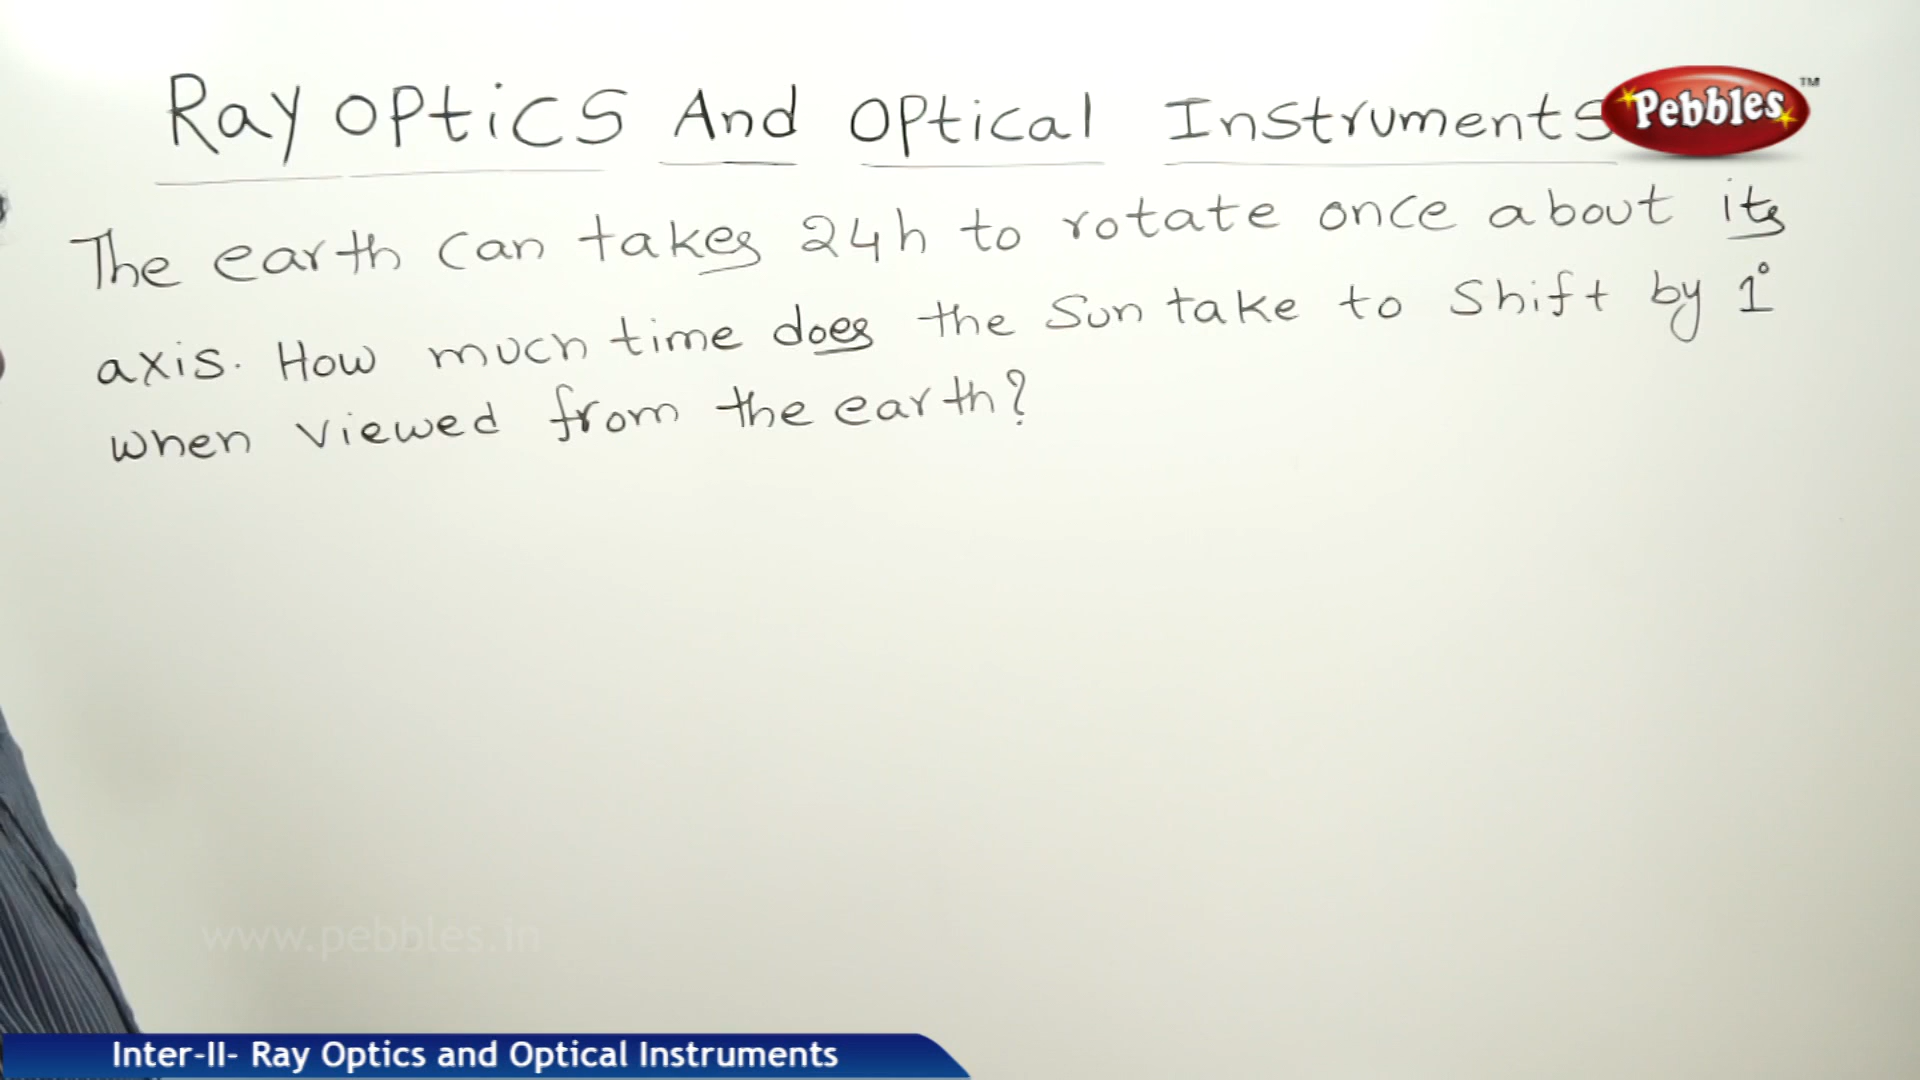 Ray Optics And Optical Instruments
Pebbles™
The earth can takes 24h to rotate once about its
axis. How much time does the Sun take to Shift by 1°
when viewed from the earth?
www.pebbles.in
Inter-II- Ray Optics and Optical Instruments